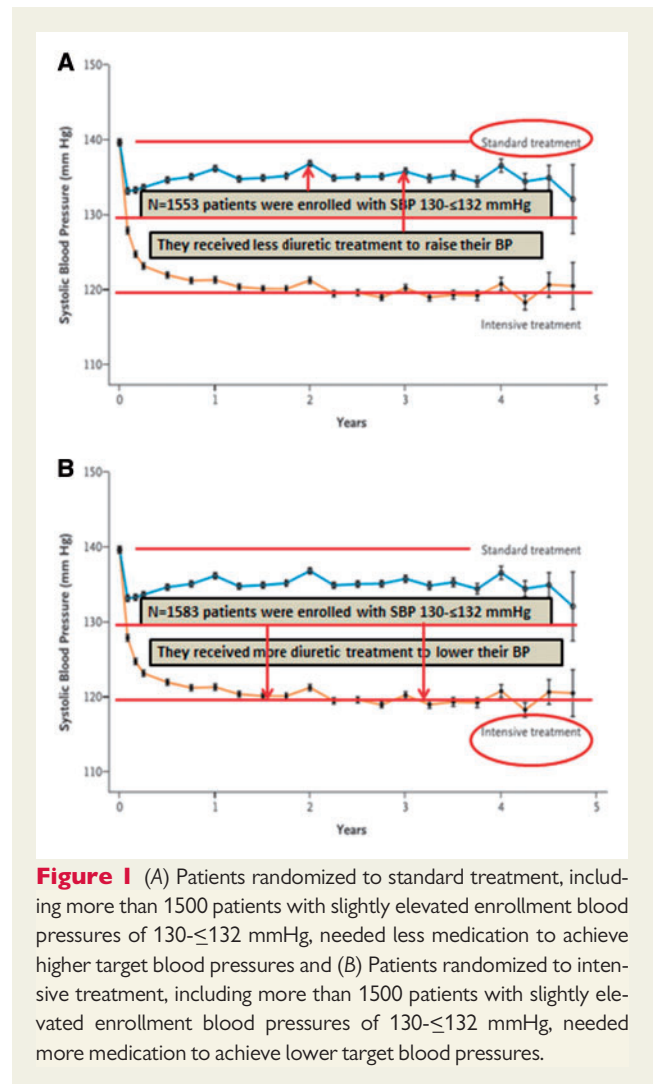 A
150
140
130
120
110
Systolic Blood Pressure (mm Hg)
Standard treatment
N=1553 patients were enrolled with SBP 130-≤132 mmHg
They received less diuretic treatment to raise their BP
Intensive treatment
0 1 2 3 4 5
Years
B
150
140
130
120
110
Systolic Blood Pressure (mm Hg)
Standard treatment
N=1583 patients were enrolled with SBP 130-≤132 mmHg
They received more diuretic treatment to lower their BP
Intensive treatment
0 1 2 3 4 5
Years
Figure 1 (A) Patients randomized to standard treatment, includ-
ing more than 1500 patients with slightly elevated enrollment blood
pressures of 130-≤132 mmHg, needed less medication to achieve
higher target blood pressures and (B) Patients randomized to inten-
sive treatment, including more than 1500 patients with slightly ele-
vated enrollment blood pressures of 130-≤132 mmHg, needed
more medication to achieve lower target blood pressures.